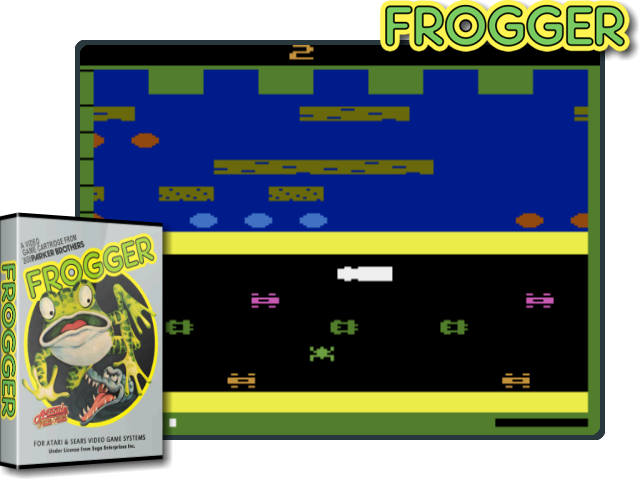 FROGGER
2
A VIDEO
GAME CARTRIDGE FROM
PARKER BROTHERS
FROGGER
FROGGER
FOR ATARI & SEARS VIDEO GAME SYSTEMS
Under License from Sega Enterprises Inc.